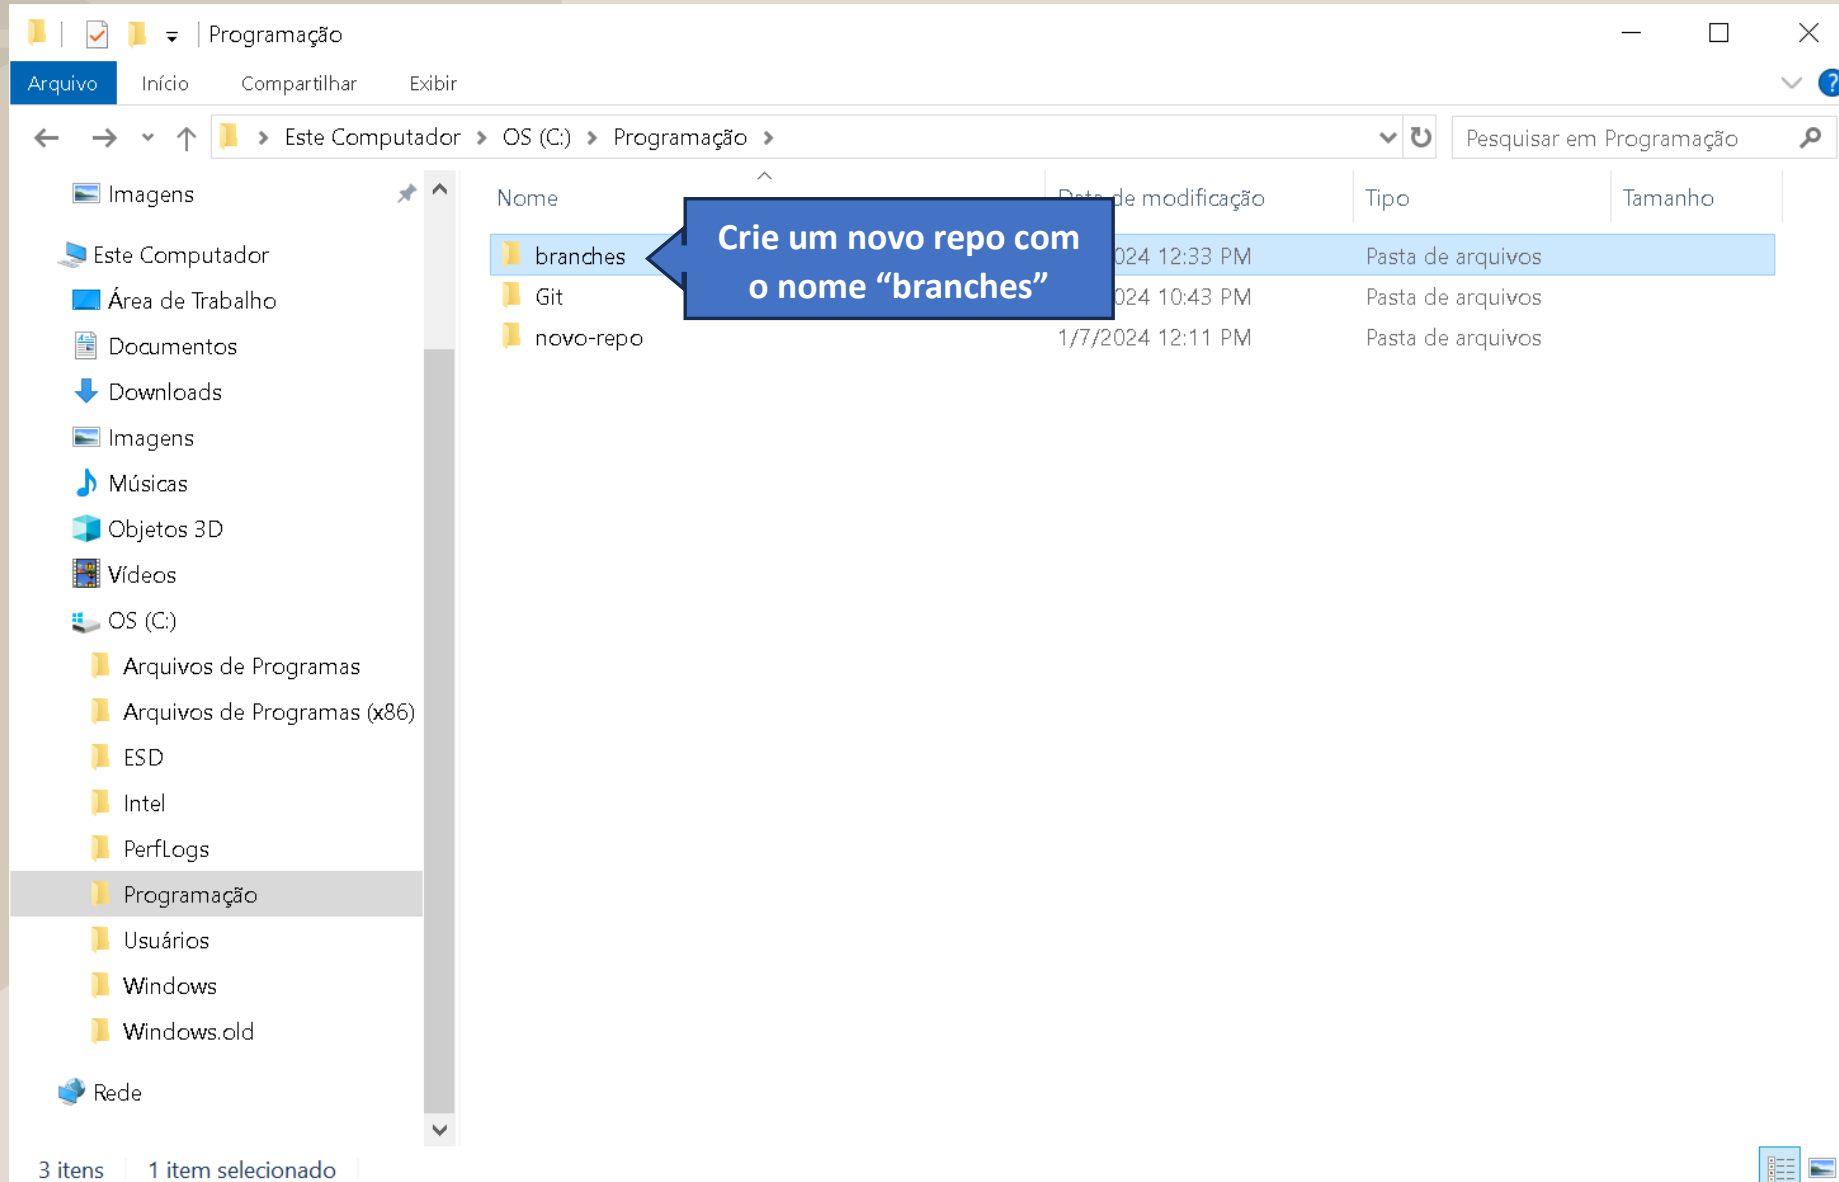 Programação
Arquivo Início Compartilhar Exibir
Este Computador OS (C:) Programação
Pesquisar em Programação
Imagens
Este Computador
Área de Trabalho
Documentos
Downloads
Imagens
Músicas
Objetos 3D
Vídeos
OS (C:)
Arquivos de Programas
Arquivos de Programas (x86)
ESD
Intel
PerfLogs
Programação
Usuários
Windows
Windows.old
Rede
Nome Data de modificação Tipo Tamanho
branches 024 12:33 PM Pasta de arquivos
Git 024 10:43 PM Pasta de arquivos
novo-repo 1/7/2024 12:11 PM Pasta de arquivos
Crie um novo repo com
o nome “branches”
3 itens 1 item selecionado